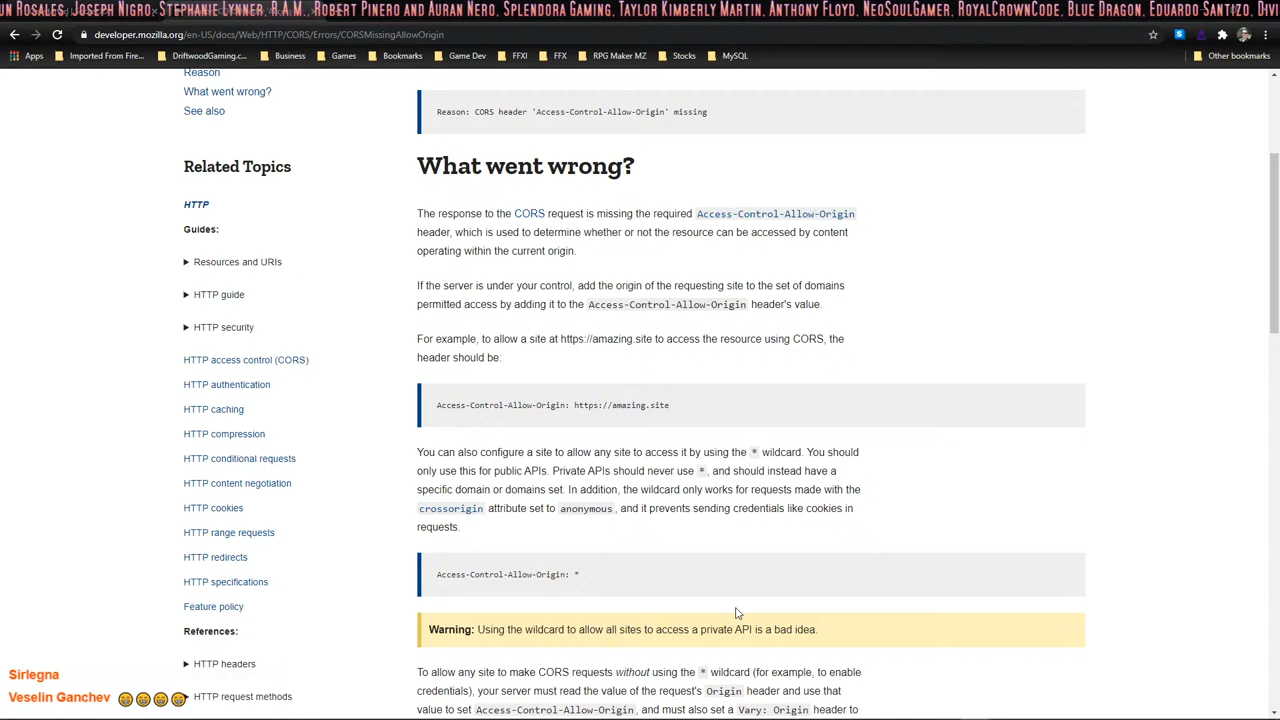 UN ROSALES, JOSEPH NIGRO, STEPHANIE LYNNER, R.A.M., ROBERT PINERO AND AURAN NERO, SPLENDORA GAMING, TAYLOR KIMBERLY MARTIN, ANTHONY FLOYD, NEOSOULGAMER, ROYALCROWNCODE, BLUE DRAGON, EDUARDO SANTIZO, DIVI
developer.mozilla.org/en-US/docs/Web/HTTP/CORS/Errors/CORSMissingAllowOrigin
Apps
Imported From Fire...
DriftwoodGaming.c...
Business
Games
Bookmarks
Game Dev
FFXI
FFX
RPG Maker MZ
Stocks
MySQL
Other bookmarks
Reason
What went wrong?
See also
Related Topics
HTTP
Guides:
Resources and URIs
HTTP guide
HTTP security
HTTP access control (CORS)
HTTP authentication
HTTP caching
HTTP compression
HTTP conditional requests
HTTP content negotiation
HTTP cookies
HTTP range requests
HTTP redirects
HTTP specifications
Feature policy
References:
HTTP headers
HTTP request methods
Reason: CORS header 'Access-Control-Allow-Origin' missing
What went wrong?
The response to the CORS request is missing the required Access-Control-Allow-Origin
header, which is used to determine whether or not the resource can be accessed by content
operating within the current origin.
If the server is under your control, add the origin of the requesting site to the set of domains
permitted access by adding it to the Access-Control-Allow-Origin header's value.
For example, to allow a site at https://amazing.site to access the resource using CORS, the
header should be:
Access-Control-Allow-Origin: https://amazing.site
You can also configure a site to allow any site to access it by using the * wildcard. You should
only use this for public APIs. Private APIs should never use *, and should instead have a
specific domain or domains set. In addition, the wildcard only works for requests made with the
crossorigin attribute set to anonymous, and it prevents sending credentials like cookies in
requests.
Access-Control-Allow-Origin: *
Warning: Using the wildcard to allow all sites to access a private API is a bad idea.
To allow any site to make CORS requests without using the * wildcard (for example, to enable
credentials), your server must read the value of the request's Origin header and use that
value to set Access-Control-Allow-Origin, and must also set a Vary: Origin header to
Sirlegna
Veselin Ganchev